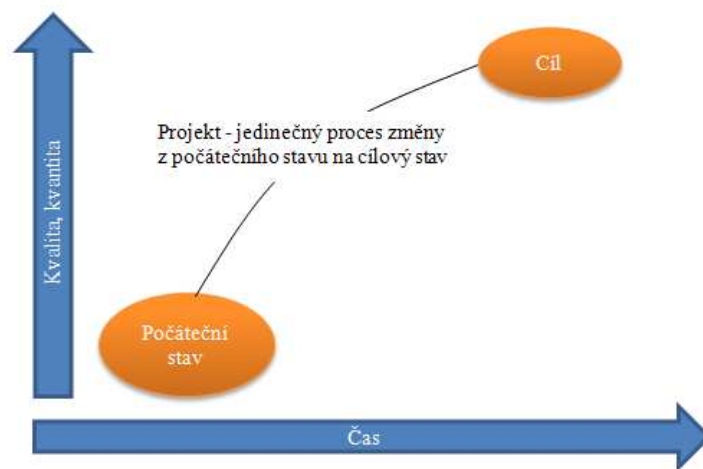 Cíl
Projekt - jedinečný proces změny
z počátečního stavu na cílový stav
Kvalita, kvantita
Počáteční
stav
Čas